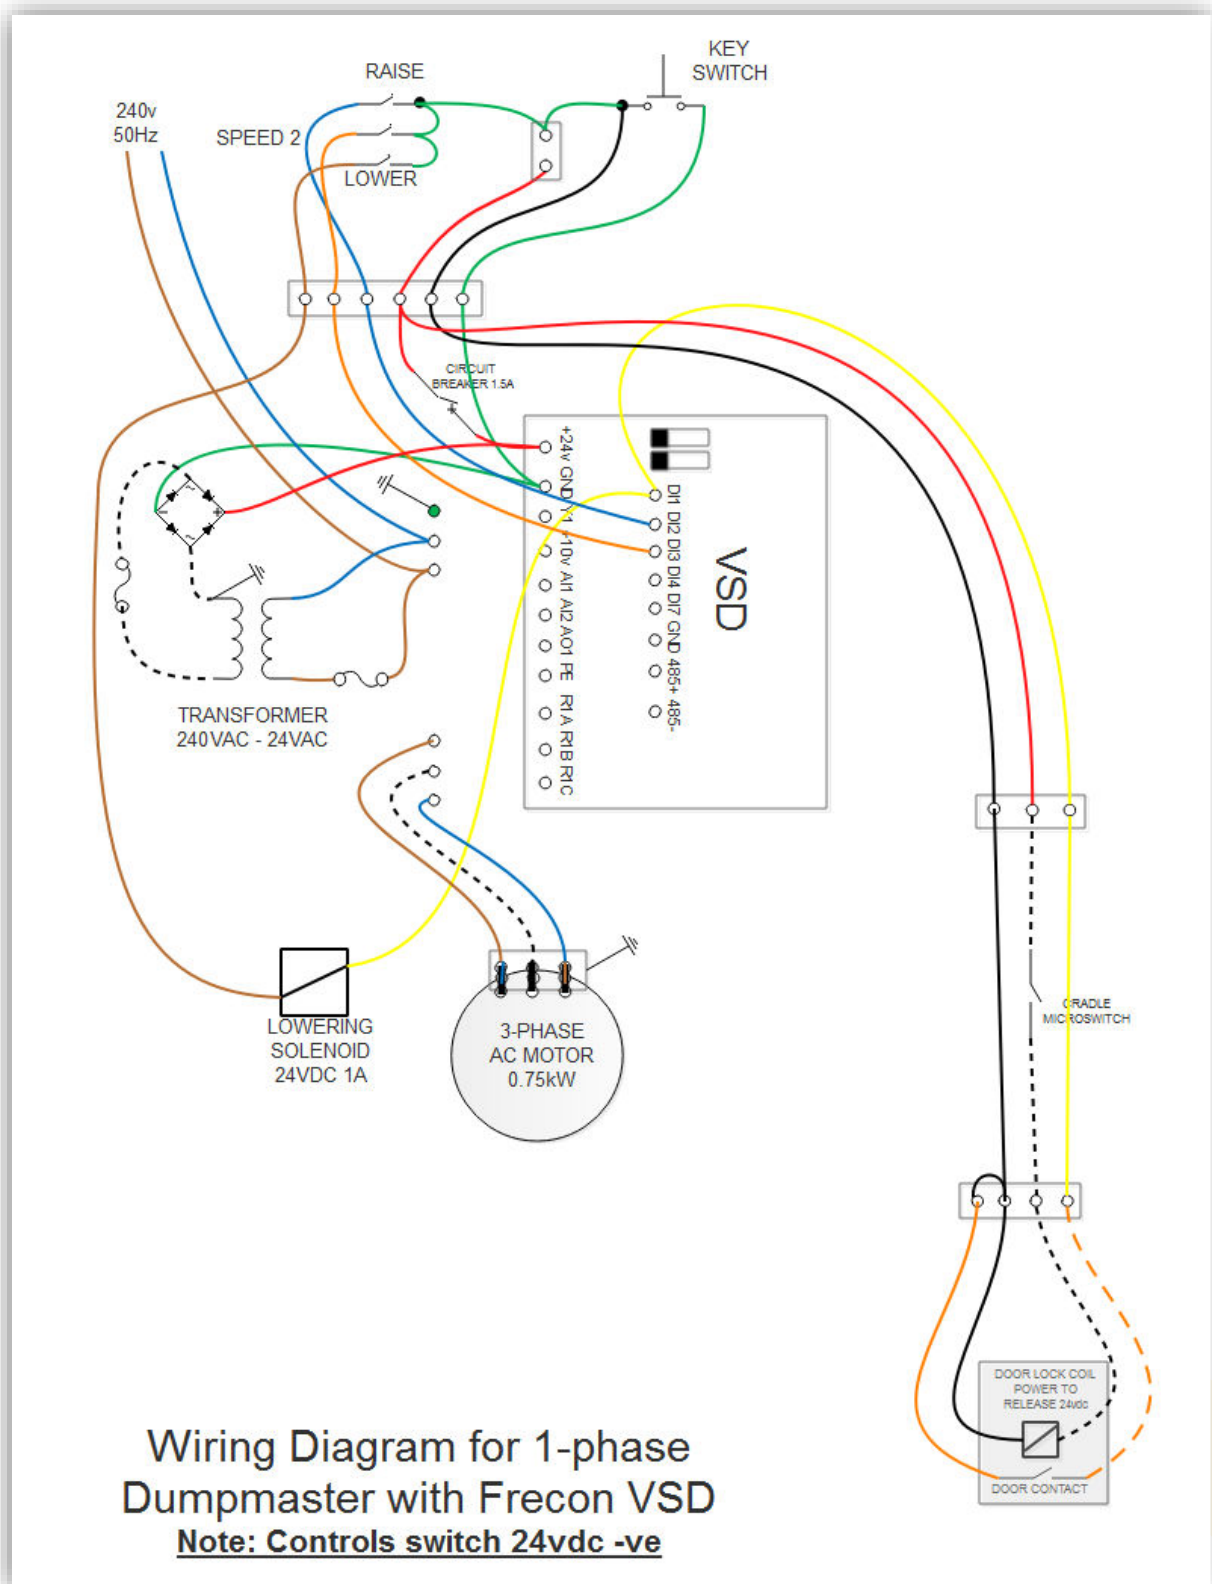 KEY
SWITCH
RAISE
240v
50Hz
SPEED 2
LOWER
CIRCUIT
BREAKER 1.5A
+24v GND Y1 +10v AI1 AI2 AO1 PE R1A R1B R1C
DI1 DI2 DI3 DI4 DI7 GND 485+ 485-
VSD
TRANSFORMER
240VAC - 24VAC
LOWERING
SOLENOID
24VDC 1A
3-PHASE
AC MOTOR
0.75kW
CRADLE
MICROSWITCH
DOOR LOCK COIL
POWER TO
RELEASE 24vdc
DOOR CONTACT
Wiring Diagram for 1-phase
Dumpmaster with Frecon VSD
Note: Controls switch 24vdc -ve